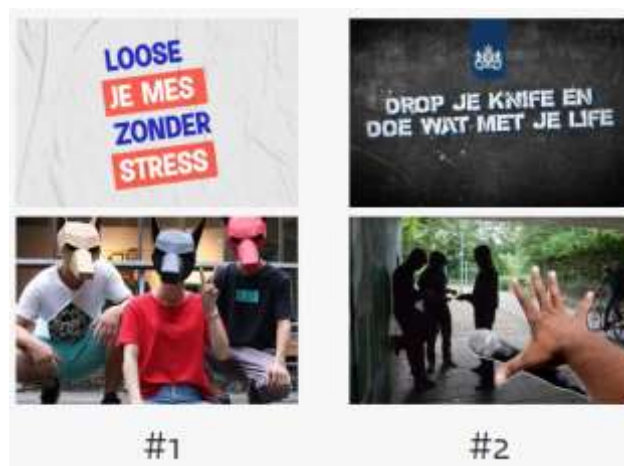 LOOSE
JE MES
ZONDER
STRESS
DROP JE KNIFE EN
DOE WAT MET JE LIFE
#1
#2